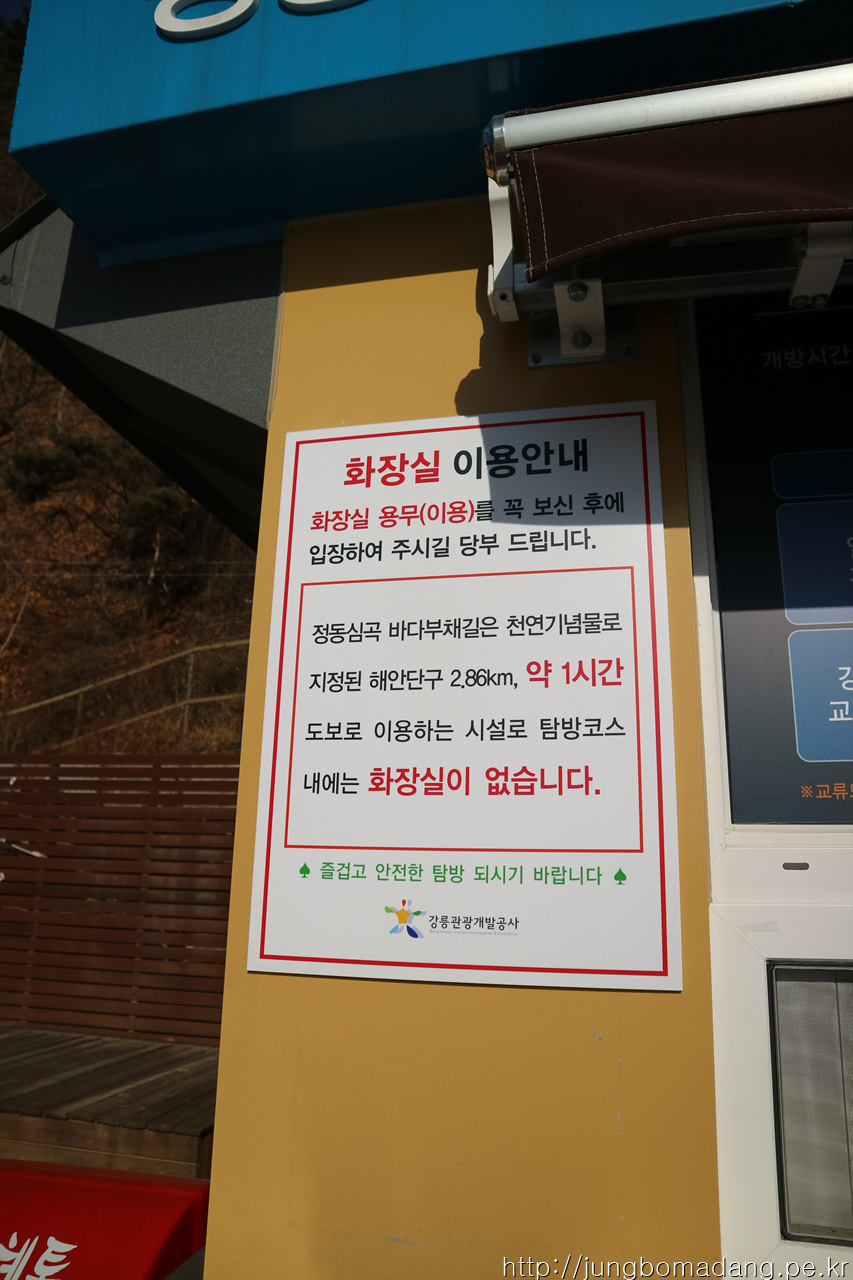 개방시간
화장실 이용안내
화장실 용무(이용)를 꼭 보신 후에
입장하여 주시길 당부 드립니다.
정동심곡 바다부채길은 천연기념물로
지정된 해안단구 2.86km, 약 1시간
도보로 이용하는 시설로 탐방코스
내에는 화장실이 없습니다.
♠ 즐겁고 안전한 탐방 되시기 바랍니다 ♠
강릉관광개발공사
강
교
※교류
http://jungbomadang.pe.kr